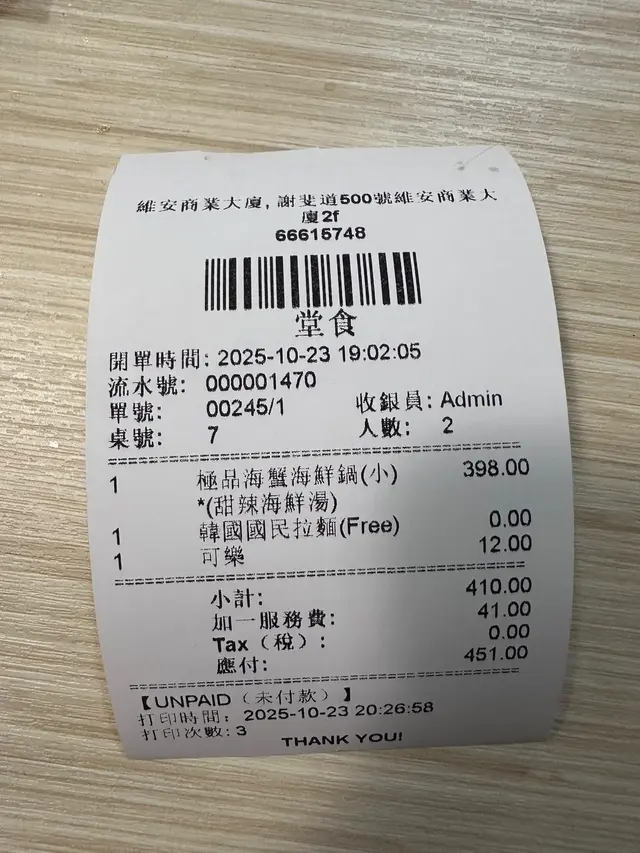 維安商業大廈, 謝斐道500號維安商業大
廈2f
66615748
堂食
開單時間: 2025-10-23 19:02:05
流水號: 000001470
單號: 00245/1 收銀員: Admin
桌號: 7 人數: 2
1 極品海蟹海鮮鍋(小) 398.00
*(甜辣海鮮湯)
1 韓國國民拉麵(Free) 0.00
1 可樂 12.00
小計: 410.00
加一服務費: 41.00
Tax（稅）: 0.00
應付: 451.00
【UNPAID（未付款）】
打印時間: 2025-10-23 20:26:58
打印次數: 3
THANK YOU!